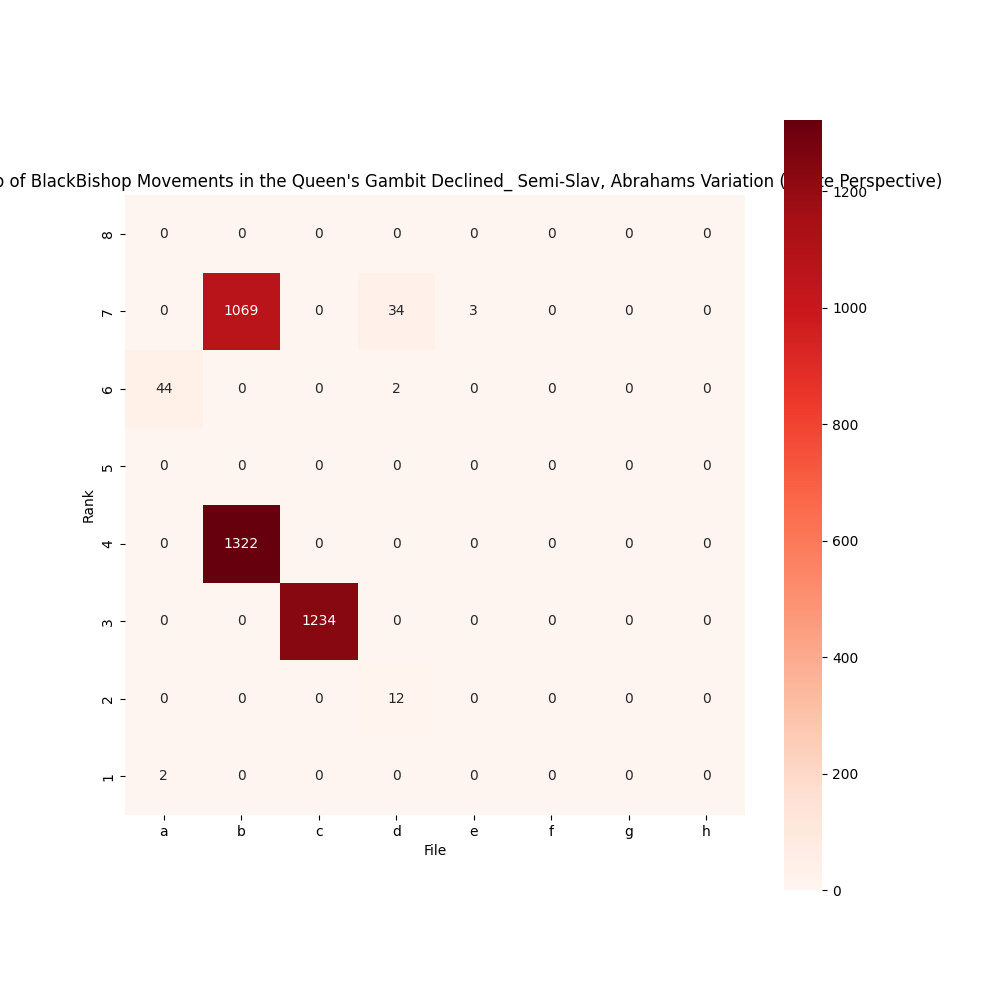 of BlackBishop Movements in the Queen's Gambit Declined_ Semi-Slav, Abrahams Variation ( Perspective)
8 0 0 0 0 0 0 0 0
7 0 1069 0 34 3 0 0 0
6 44 0 0 2 0 0 0 0
5 0 0 0 0 0 0 0 0
4 0 1322 0 0 0 0 0 0
3 0 0 1234 0 0 0 0 0
2 0 0 0 12 0 0 0 0
1 2 0 0 0 0 0 0 0
a b c d e f g h
File
Rank
1200
1000
800
600
400
200
0